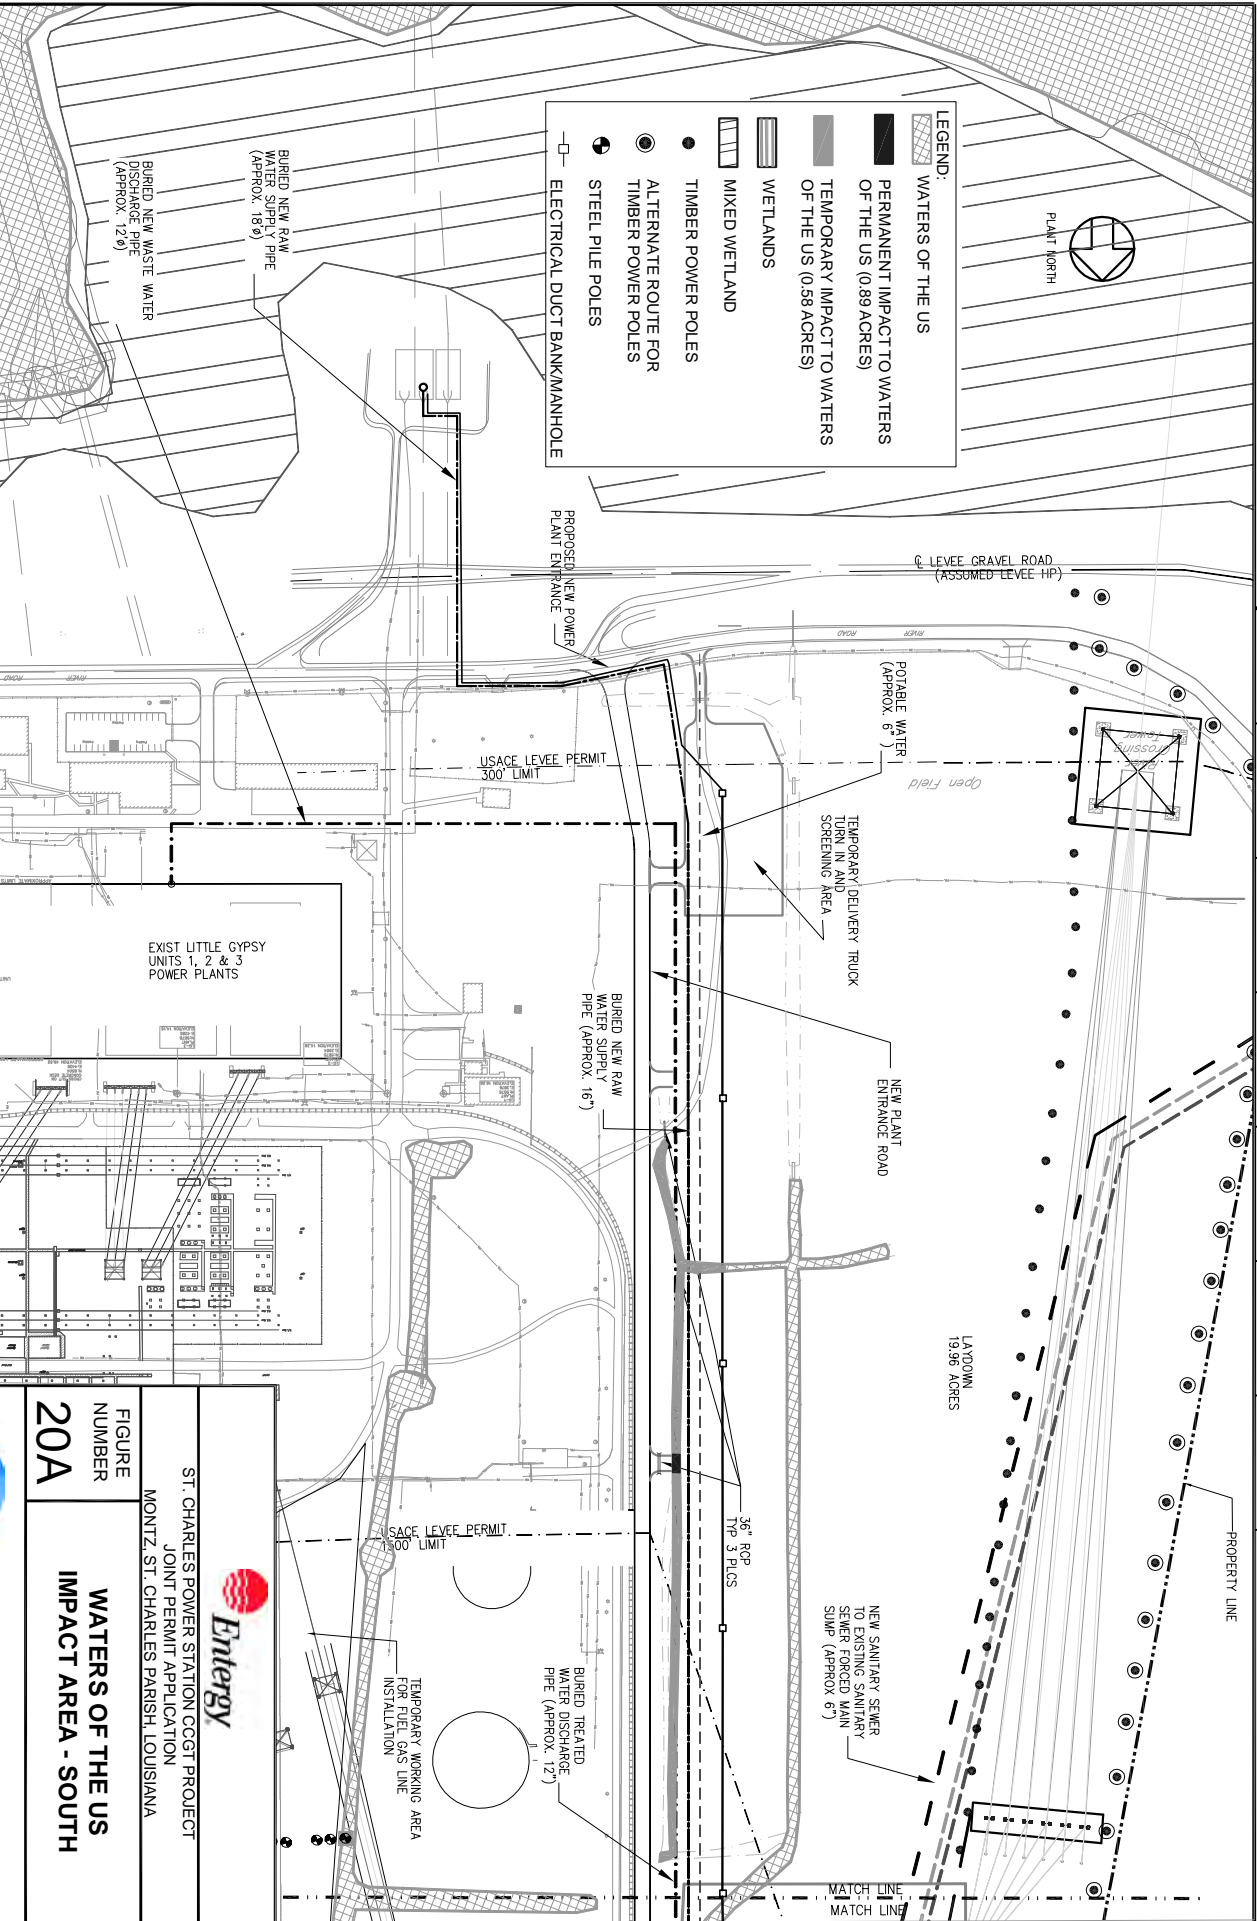 LEGEND:
WATERS OF THE US
PERMANENT IMPACT TO WATERS
OF THE US (0.89 ACRES)
TEMPORARY IMPACT TO WATERS
OF THE US (0.58 ACRES)
WETLANDS
MIXED WETLAND
TIMBER POWER POLES
ALTERNATE ROUTE FOR
TIMBER POWER POLES
STEEL PILE POLES
ELECTRICAL DUCT BANK/MANHOLE
PLANT NORTH
BURIED NEW RAW
WATER SUPPLY PIPE
(APPROX. 18"ø)
BURIED NEW WASTE WATER
DISCHARGE PIPE
(APPROX. 12"ø)
PROPOSED NEW POWER
PLANT ENTRANCE
℄ LEVEE GRAVEL ROAD
(ASSUMED LEVEE HP)
RIVER ROAD
RIVER ROAD
POTABLE WATER
(APPROX. 6" )
USACE LEVEE PERMIT
300' LIMIT
Open Field
River
Crossing
Tower
TEMPORARY DELIVERY TRUCK
TURN IN AND
SCREENING AREA
EXIST LITTLE GYPSY
UNITS 1, 2 & 3
POWER PLANTS
BURIED NEW RAW
WATER SUPPLY
PIPE (APPROX. 16")
NEW PLANT
ENTRANCE ROAD
LAYDOWN
19.96 ACRES
PROPERTY LINE
36" RCP
TYP 3 PLCS
USACE LEVEE PERMIT
1500' LIMIT
NEW SANITARY SEWER
TO EXISTING SANITARY
SEWER FORCED MAIN
SUMP (APPROX 6")
BURIED TREATED
WATER DISCHARGE
PIPE (APPROX. 12")
TEMPORARY WORKING AREA
FOR FUEL GAS LINE
INSTALLATION
MATCH LINE
MATCH LINE
Entergy
ST. CHARLES POWER STATION CCGT PROJECT
JOINT PERMIT APPLICATION
MONTZ, ST. CHARLES PARISH, LOUISIANA
FIGURE
NUMBER
20A
WATERS OF THE US
IMPACT AREA - SOUTH